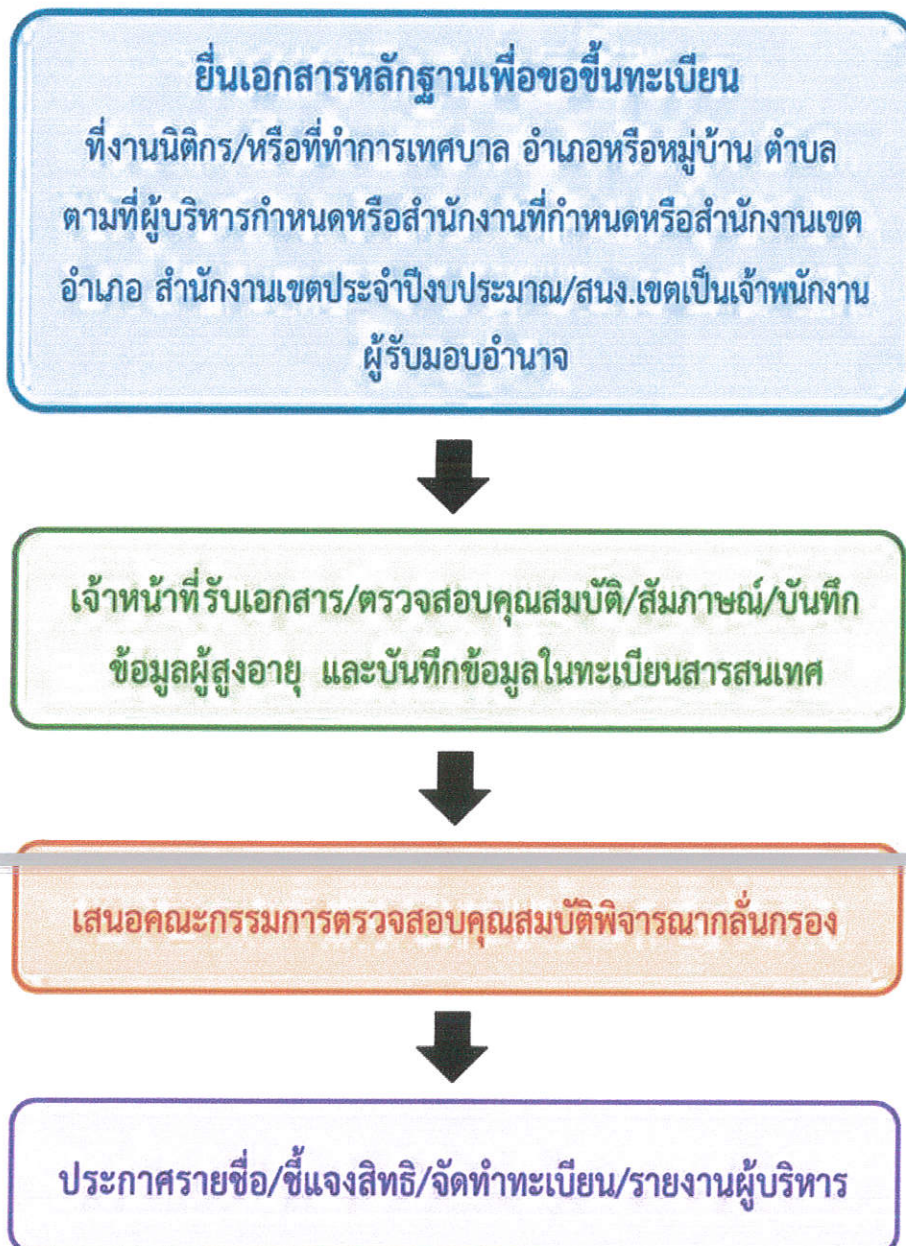 ยื่นเอกสารหลักฐานเพื่อขอขึ้นทะเบียน
ที่งานนิติกร/หรือที่ทำการเทศบาล อำเภอหรือหมู่บ้าน ตำบล
ตามที่ผู้บริหารกำหนดหรือสำนักงานที่กำหนดหรือสำนักงานเขต
อำเภอ สำนักงานเขตประจำปีงบประมาณ/สนง.เขตเป็นเจ้าพนักงาน
ผู้รับมอบอำนาจ
เจ้าหน้าที่รับเอกสาร/ตรวจสอบคุณสมบัติ/สัมภาษณ์/บันทึก
ข้อมูลผู้สูงอายุ และบันทึกข้อมูลในทะเบียนสารสนเทศ
เสนอคณะกรรมการตรวจสอบคุณสมบัติพิจารณากลั่นกรอง
ประกาศรายชื่อ/ชี้แจงสิทธิ/จัดทำทะเบียน/รายงานผู้บริหาร